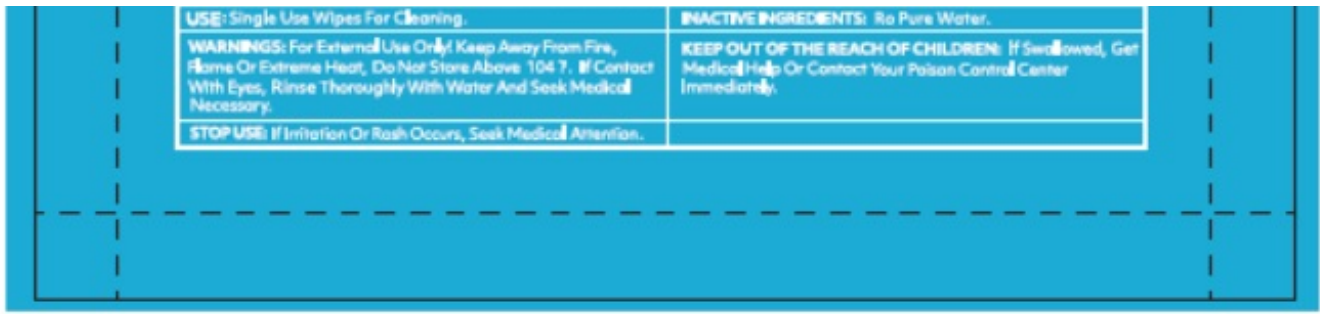 USE: Single Use Wipes For Cleaning.
INACTIVE INGREDIENTS: Ro Pure Water.
WARNINGS: For External Use Only! Keep Away From Fire,
Flame Or Extreme Heat, Do Not Store Above 104 ?. If Contact
With Eyes, Rinse Thoroughly With Water And Seek Medical
Necessary.
KEEP OUT OF THE REACH OF CHILDREN: If Swallowed, Get
Medical Help Or Contact Your Poison Control Center
Immediately.
STOP USE: If Irritation Or Rash Occurs, Seek Medical Attention.